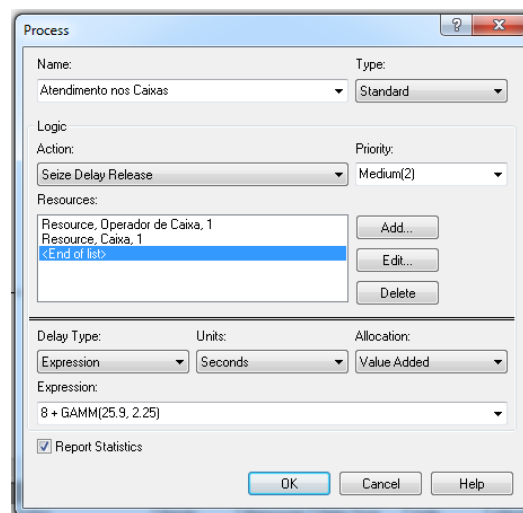 Process
Name: Type:
Atendimento nos Caixas Standard
Logic
Action: Priority:
Seize Delay Release Medium(2)
Resources:
Resource, Operador de Caixa, 1
Resource, Caixa, 1
<End of list>
Add...
Edit...
Delete
Delay Type: Units: Allocation:
Expression Seconds Value Added
Expression:
8 + GAMM(25.9, 2.25)
Report Statistics
OK Cancel Help